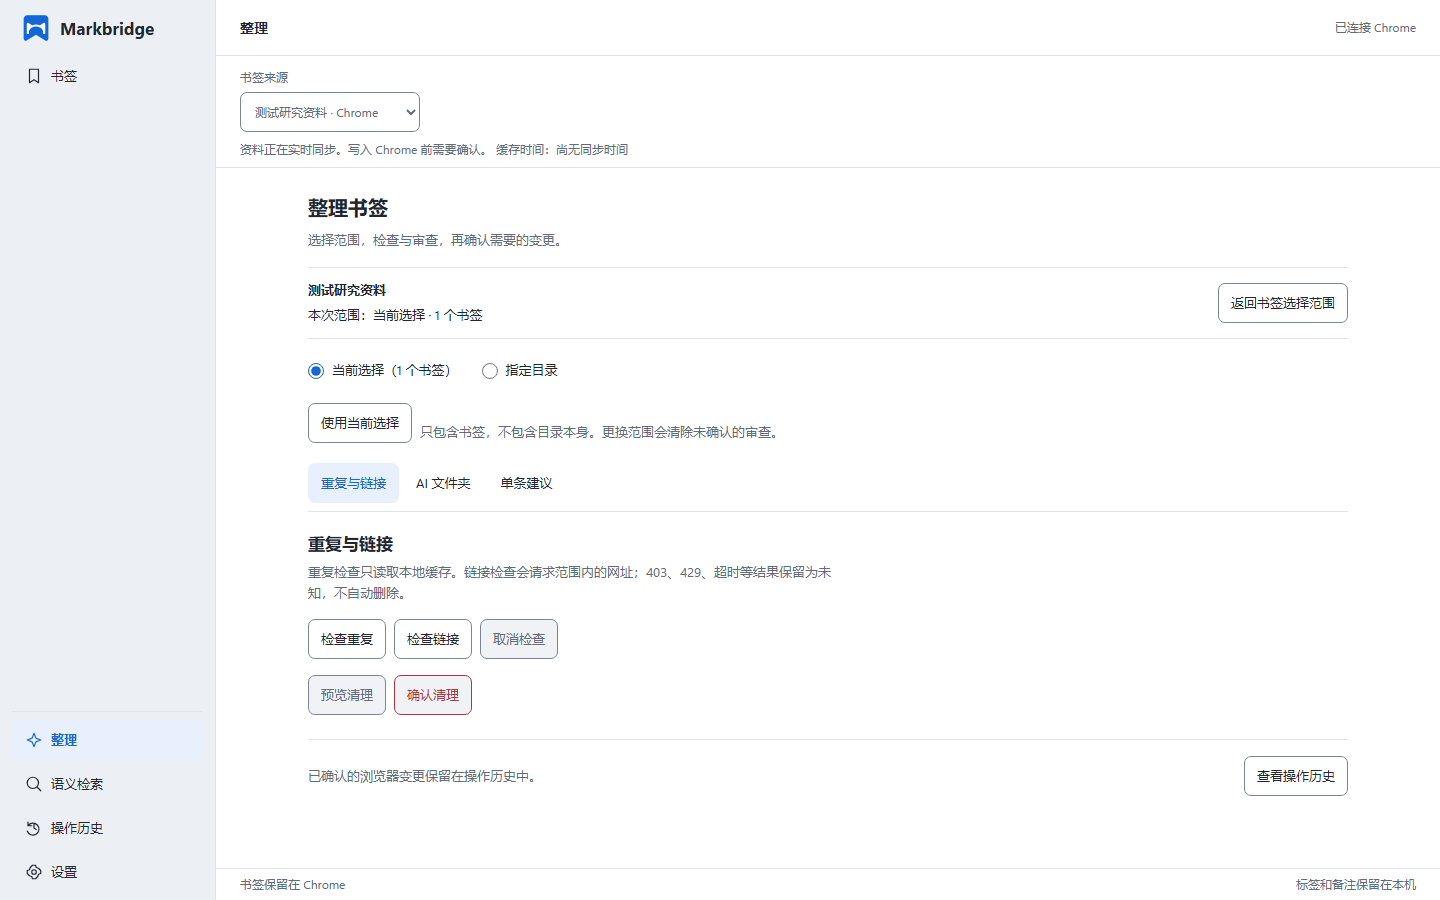 Markbridge
书签
整理
已连接 Chrome
书签来源
测试研究资料 · Chrome
资料正在实时同步。写入 Chrome 前需要确认。 缓存时间：尚无同步时间
整理书签
选择范围，检查与审查，再确认需要的变更。
测试研究资料
本次范围：当前选择 · 1 个书签
返回书签选择范围
当前选择（1 个书签）
指定目录
使用当前选择
只包含书签，不包含目录本身。更换范围会清除未确认的审查。
重复与链接
AI 文件夹
单条建议
重复与链接
重复检查只读取本地缓存。链接检查会请求范围内的网址；403、429、超时等结果保留为未
知，不自动删除。
检查重复
检查链接
取消检查
预览清理
确认清理
已确认的浏览器变更保留在操作历史中。
查看操作历史
整理
语义检索
操作历史
设置
书签保留在 Chrome
标签和备注保留在本机